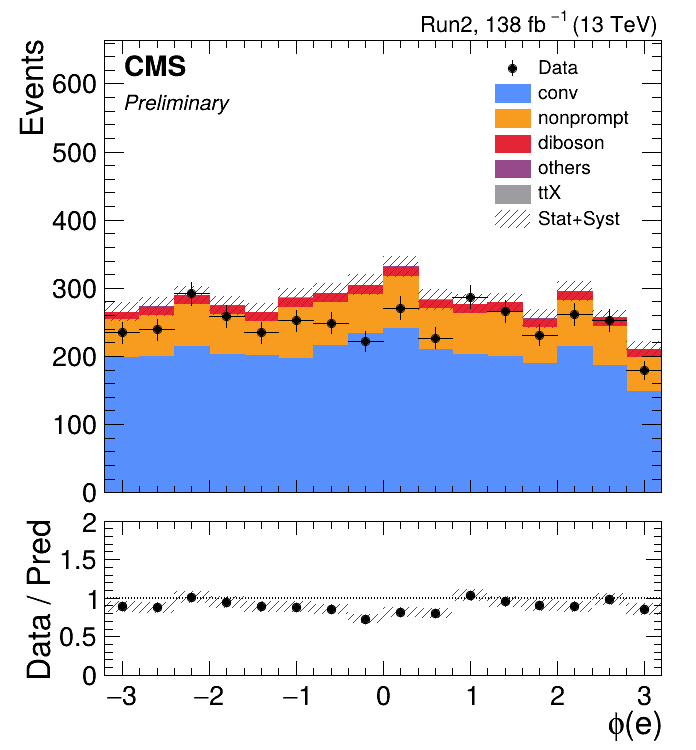 Run2, 138 fb⁻¹ (13 TeV)
CMS
Preliminary
Events
600
500
400
300
200
100
0
Data
conv
nonprompt
diboson
others
ttX
Stat+Syst
Data / Pred
2
1.5
1
0.5
0
−3 −2 −1 0 1 2 3
ϕ(e)